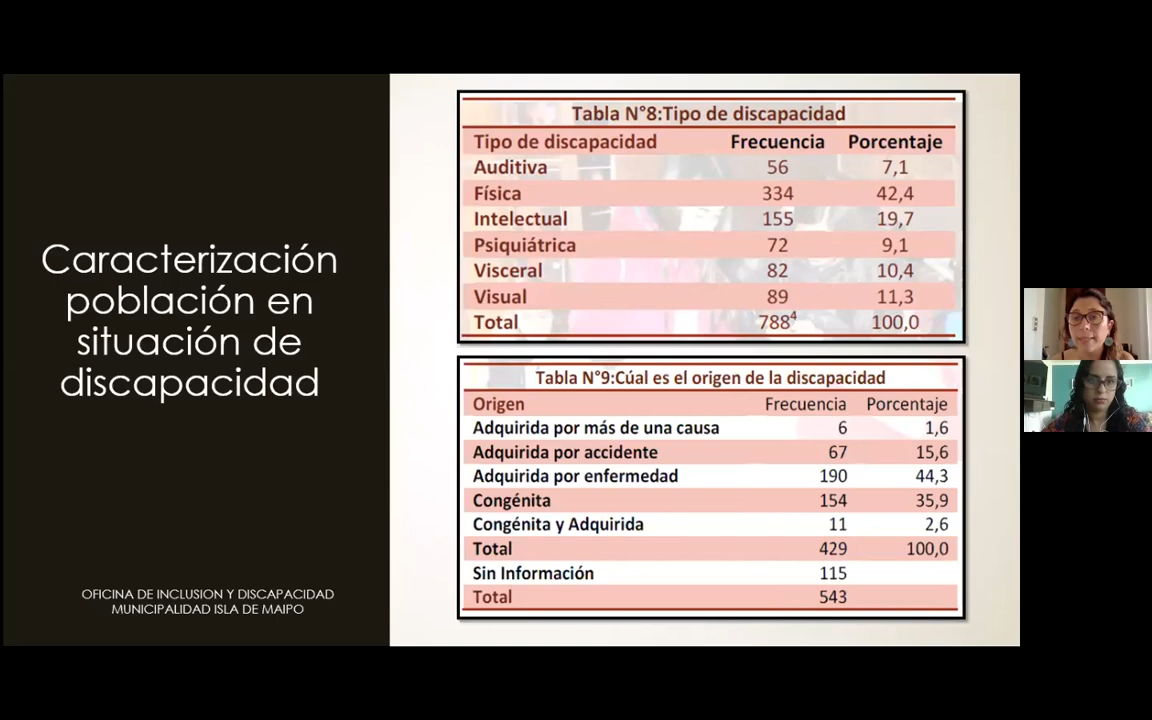 Caracterización
población en
situación de
discapacidad
OFICINA DE INCLUSION Y DISCAPACIDAD
MUNICIPALIDAD ISLA DE MAIPO
Tabla N°8:Tipo de discapacidad
Tipo de discapacidad Frecuencia Porcentaje
Auditiva 56 7,1
Física 334 42,4
Intelectual 155 19,7
Psiquiátrica 72 9,1
Visceral 82 10,4
Visual 89 11,3
Total 788⁴ 100,0
Tabla N°9:Cúal es el origen de la discapacidad
Origen Frecuencia Porcentaje
Adquirida por más de una causa 6 1,6
Adquirida por accidente 67 15,6
Adquirida por enfermedad 190 44,3
Congénita 154 35,9
Congénita y Adquirida 11 2,6
Total 429 100,0
Sin Información 115
Total 543